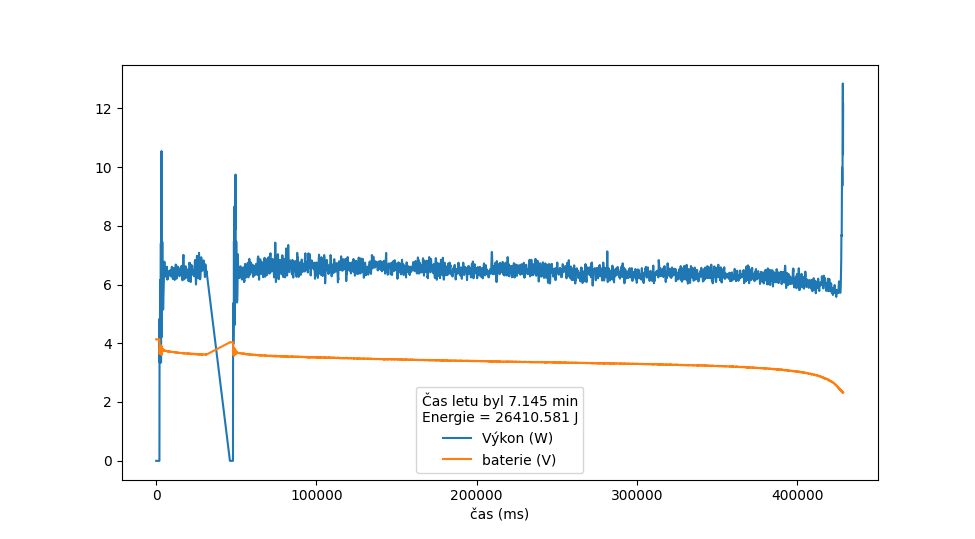 12
10
8
6
4
2
0
Čas letu byl 7.145 min
Energie = 26410.581 J
Výkon (W)
baterie (V)
0
100000
200000
300000
400000
čas (ms)